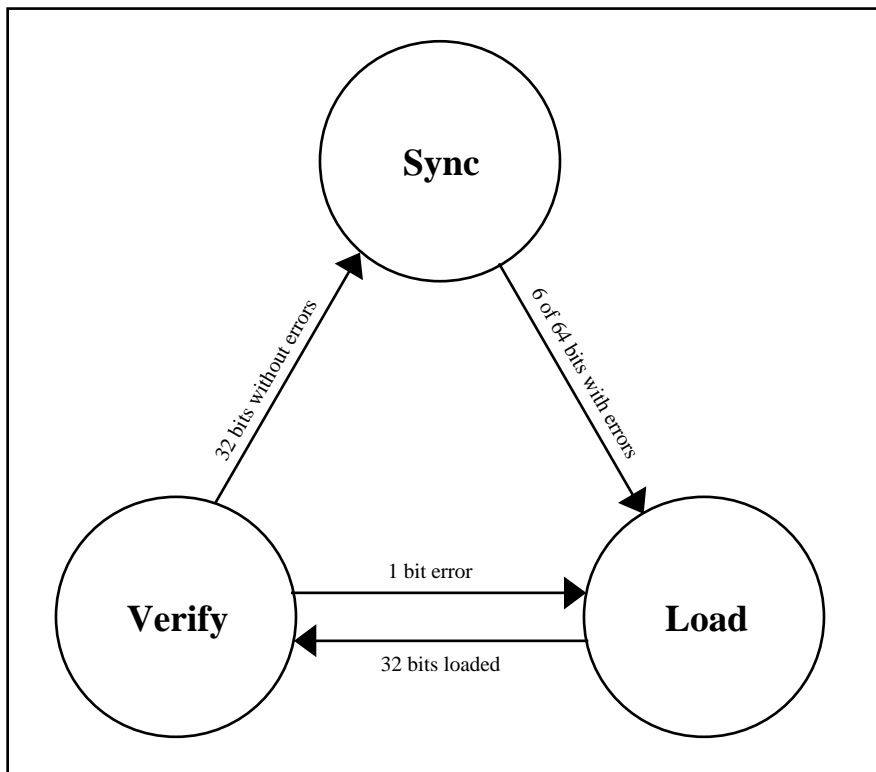 Sync
32 bits without errors
6 of 64 bits with errors
1 bit error
Verify
Load
32 bits loaded